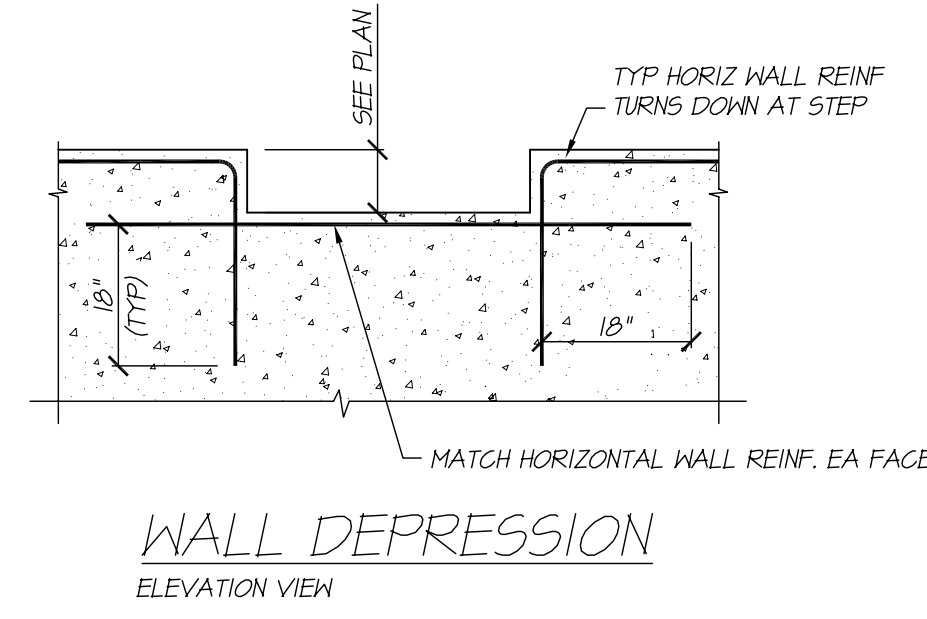 SEE PLAN
TYP HORIZ WALL REINF
TURNS DOWN AT STEP
18"
(TYP)
18"
MATCH HORIZONTAL WALL REINF. EA FACE
WALL DEPRESSION
ELEVATION VIEW